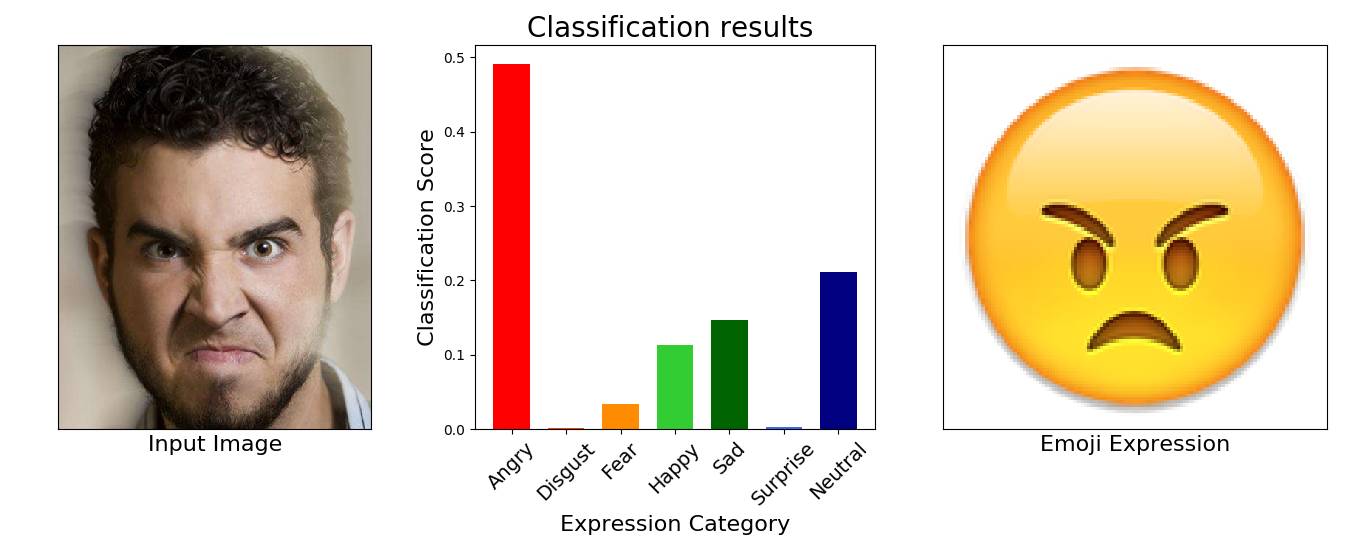 Classification results
Classification Score
0.5
0.4
0.3
0.2
0.1
0.0
Angry
Disgust
Fear
Happy
Sad
Surprise
Neutral
Expression Category
Input Image
Emoji Expression